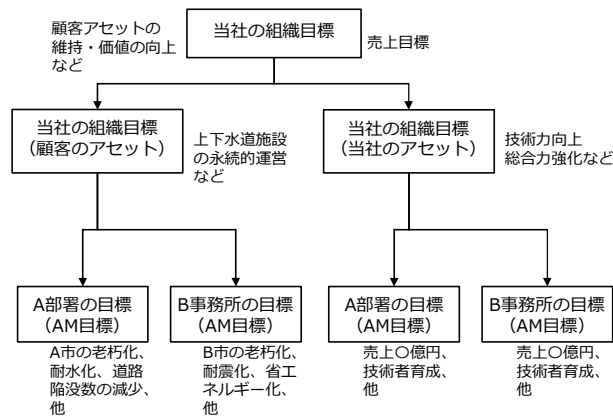 顧客アセットの
維持・価値の向上
など
当社の組織目標
売上目標
当社の組織目標
（顧客のアセット）
上下水道施設
の永続的運営
など
当社の組織目標
（当社のアセット）
技術力向上
総合力強化など
A部署の目標
（AM目標）
B事務所の目標
（AM目標）
A部署の目標
（AM目標）
B事務所の目標
（AM目標）
A市の老朽化、
耐水化、道路
陥没数の減少、
他
B市の老朽化、
耐震化、省エ
ネルギー化、
他
売上〇億円、
技術者育成、
他
売上〇億円、
技術者育成、
他